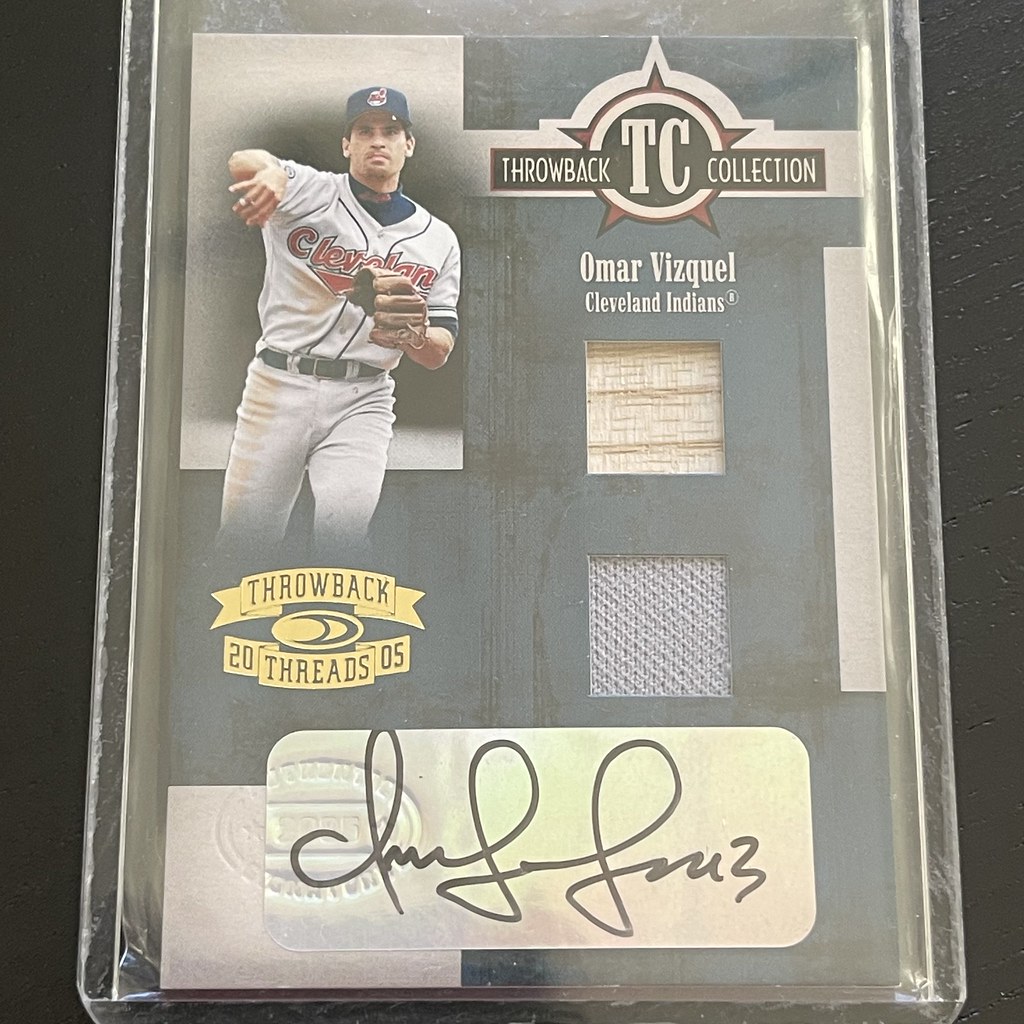 TC
THROWBACK COLLECTION
Omar Vizquel
Cleveland Indians®
Cleveland
THROWBACK
20 THREADS 05